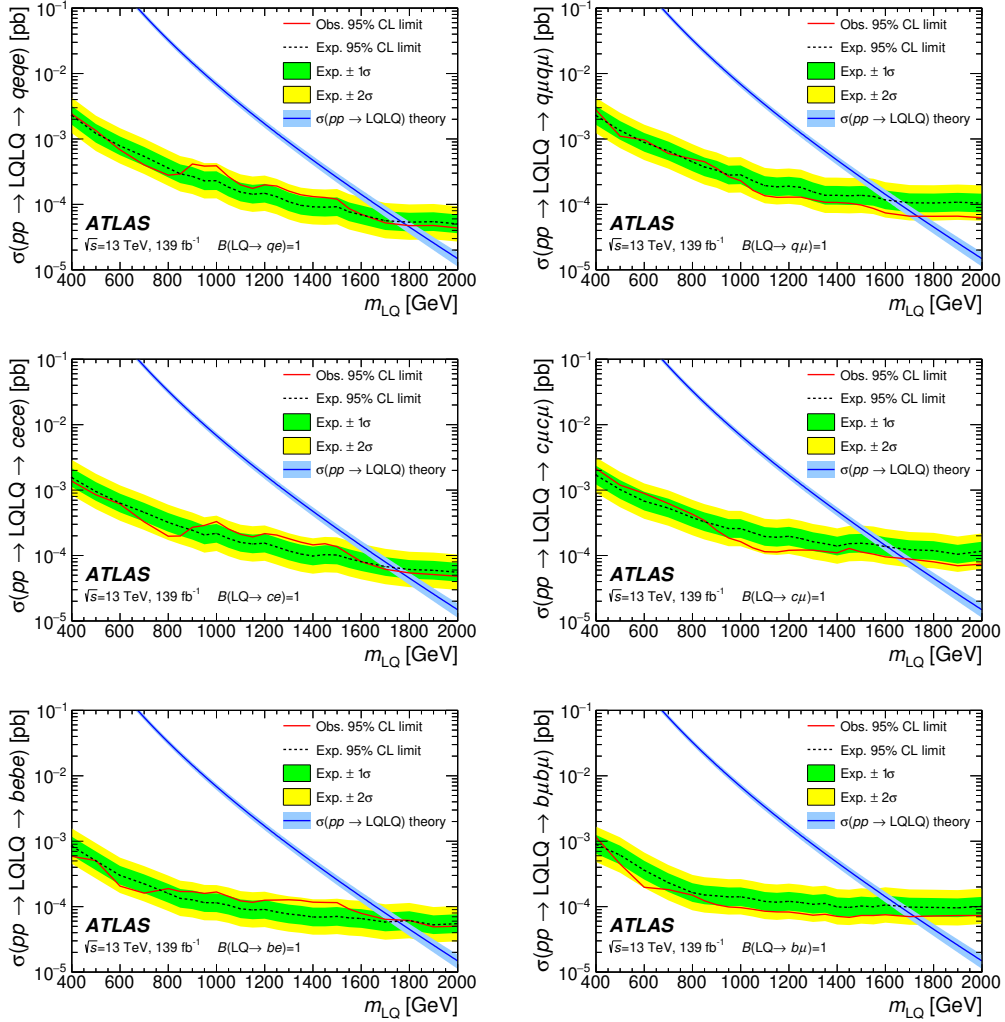 σ(pp → LQLQ → qeqe) [pb]
10⁻¹
10⁻²
10⁻³
10⁻⁴
10⁻⁵
Obs. 95% CL limit
Exp. 95% CL limit
Exp. ± 1σ
Exp. ± 2σ
σ(pp → LQLQ) theory
ATLAS
√s=13 TeV, 139 fb⁻¹ B(LQ→ qe)=1
400 600 800 1000 1200 1400 1600 1800 2000
m_LQ [GeV]
σ(pp → LQLQ → qμqμ) [pb]
10⁻¹
10⁻²
10⁻³
10⁻⁴
10⁻⁵
Obs. 95% CL limit
Exp. 95% CL limit
Exp. ± 1σ
Exp. ± 2σ
σ(pp → LQLQ) theory
ATLAS
√s=13 TeV, 139 fb⁻¹ B(LQ→ qμ)=1
400 600 800 1000 1200 1400 1600 1800 2000
m_LQ [GeV]
σ(pp → LQLQ → cece) [pb]
10⁻¹
10⁻²
10⁻³
10⁻⁴
10⁻⁵
Obs. 95% CL limit
Exp. 95% CL limit
Exp. ± 1σ
Exp. ± 2σ
σ(pp → LQLQ) theory
ATLAS
√s=13 TeV, 139 fb⁻¹ B(LQ→ ce)=1
400 600 800 1000 1200 1400 1600 1800 2000
m_LQ [GeV]
σ(pp → LQLQ → cμcμ) [pb]
10⁻¹
10⁻²
10⁻³
10⁻⁴
10⁻⁵
Obs. 95% CL limit
Exp. 95% CL limit
Exp. ± 1σ
Exp. ± 2σ
σ(pp → LQLQ) theory
ATLAS
√s=13 TeV, 139 fb⁻¹ B(LQ→ cμ)=1
400 600 800 1000 1200 1400 1600 1800 2000
m_LQ [GeV]
σ(pp → LQLQ → bebe) [pb]
10⁻¹
10⁻²
10⁻³
10⁻⁴
10⁻⁵
Obs. 95% CL limit
Exp. 95% CL limit
Exp. ± 1σ
Exp. ± 2σ
σ(pp → LQLQ) theory
ATLAS
√s=13 TeV, 139 fb⁻¹ B(LQ→ be)=1
400 600 800 1000 1200 1400 1600 1800 2000
m_LQ [GeV]
σ(pp → LQLQ → bμbμ) [pb]
10⁻¹
10⁻²
10⁻³
10⁻⁴
10⁻⁵
Obs. 95% CL limit
Exp. 95% CL limit
Exp. ± 1σ
Exp. ± 2σ
σ(pp → LQLQ) theory
ATLAS
√s=13 TeV, 139 fb⁻¹ B(LQ→ bμ)=1
400 600 800 1000 1200 1400 1600 1800 2000
m_LQ [GeV]